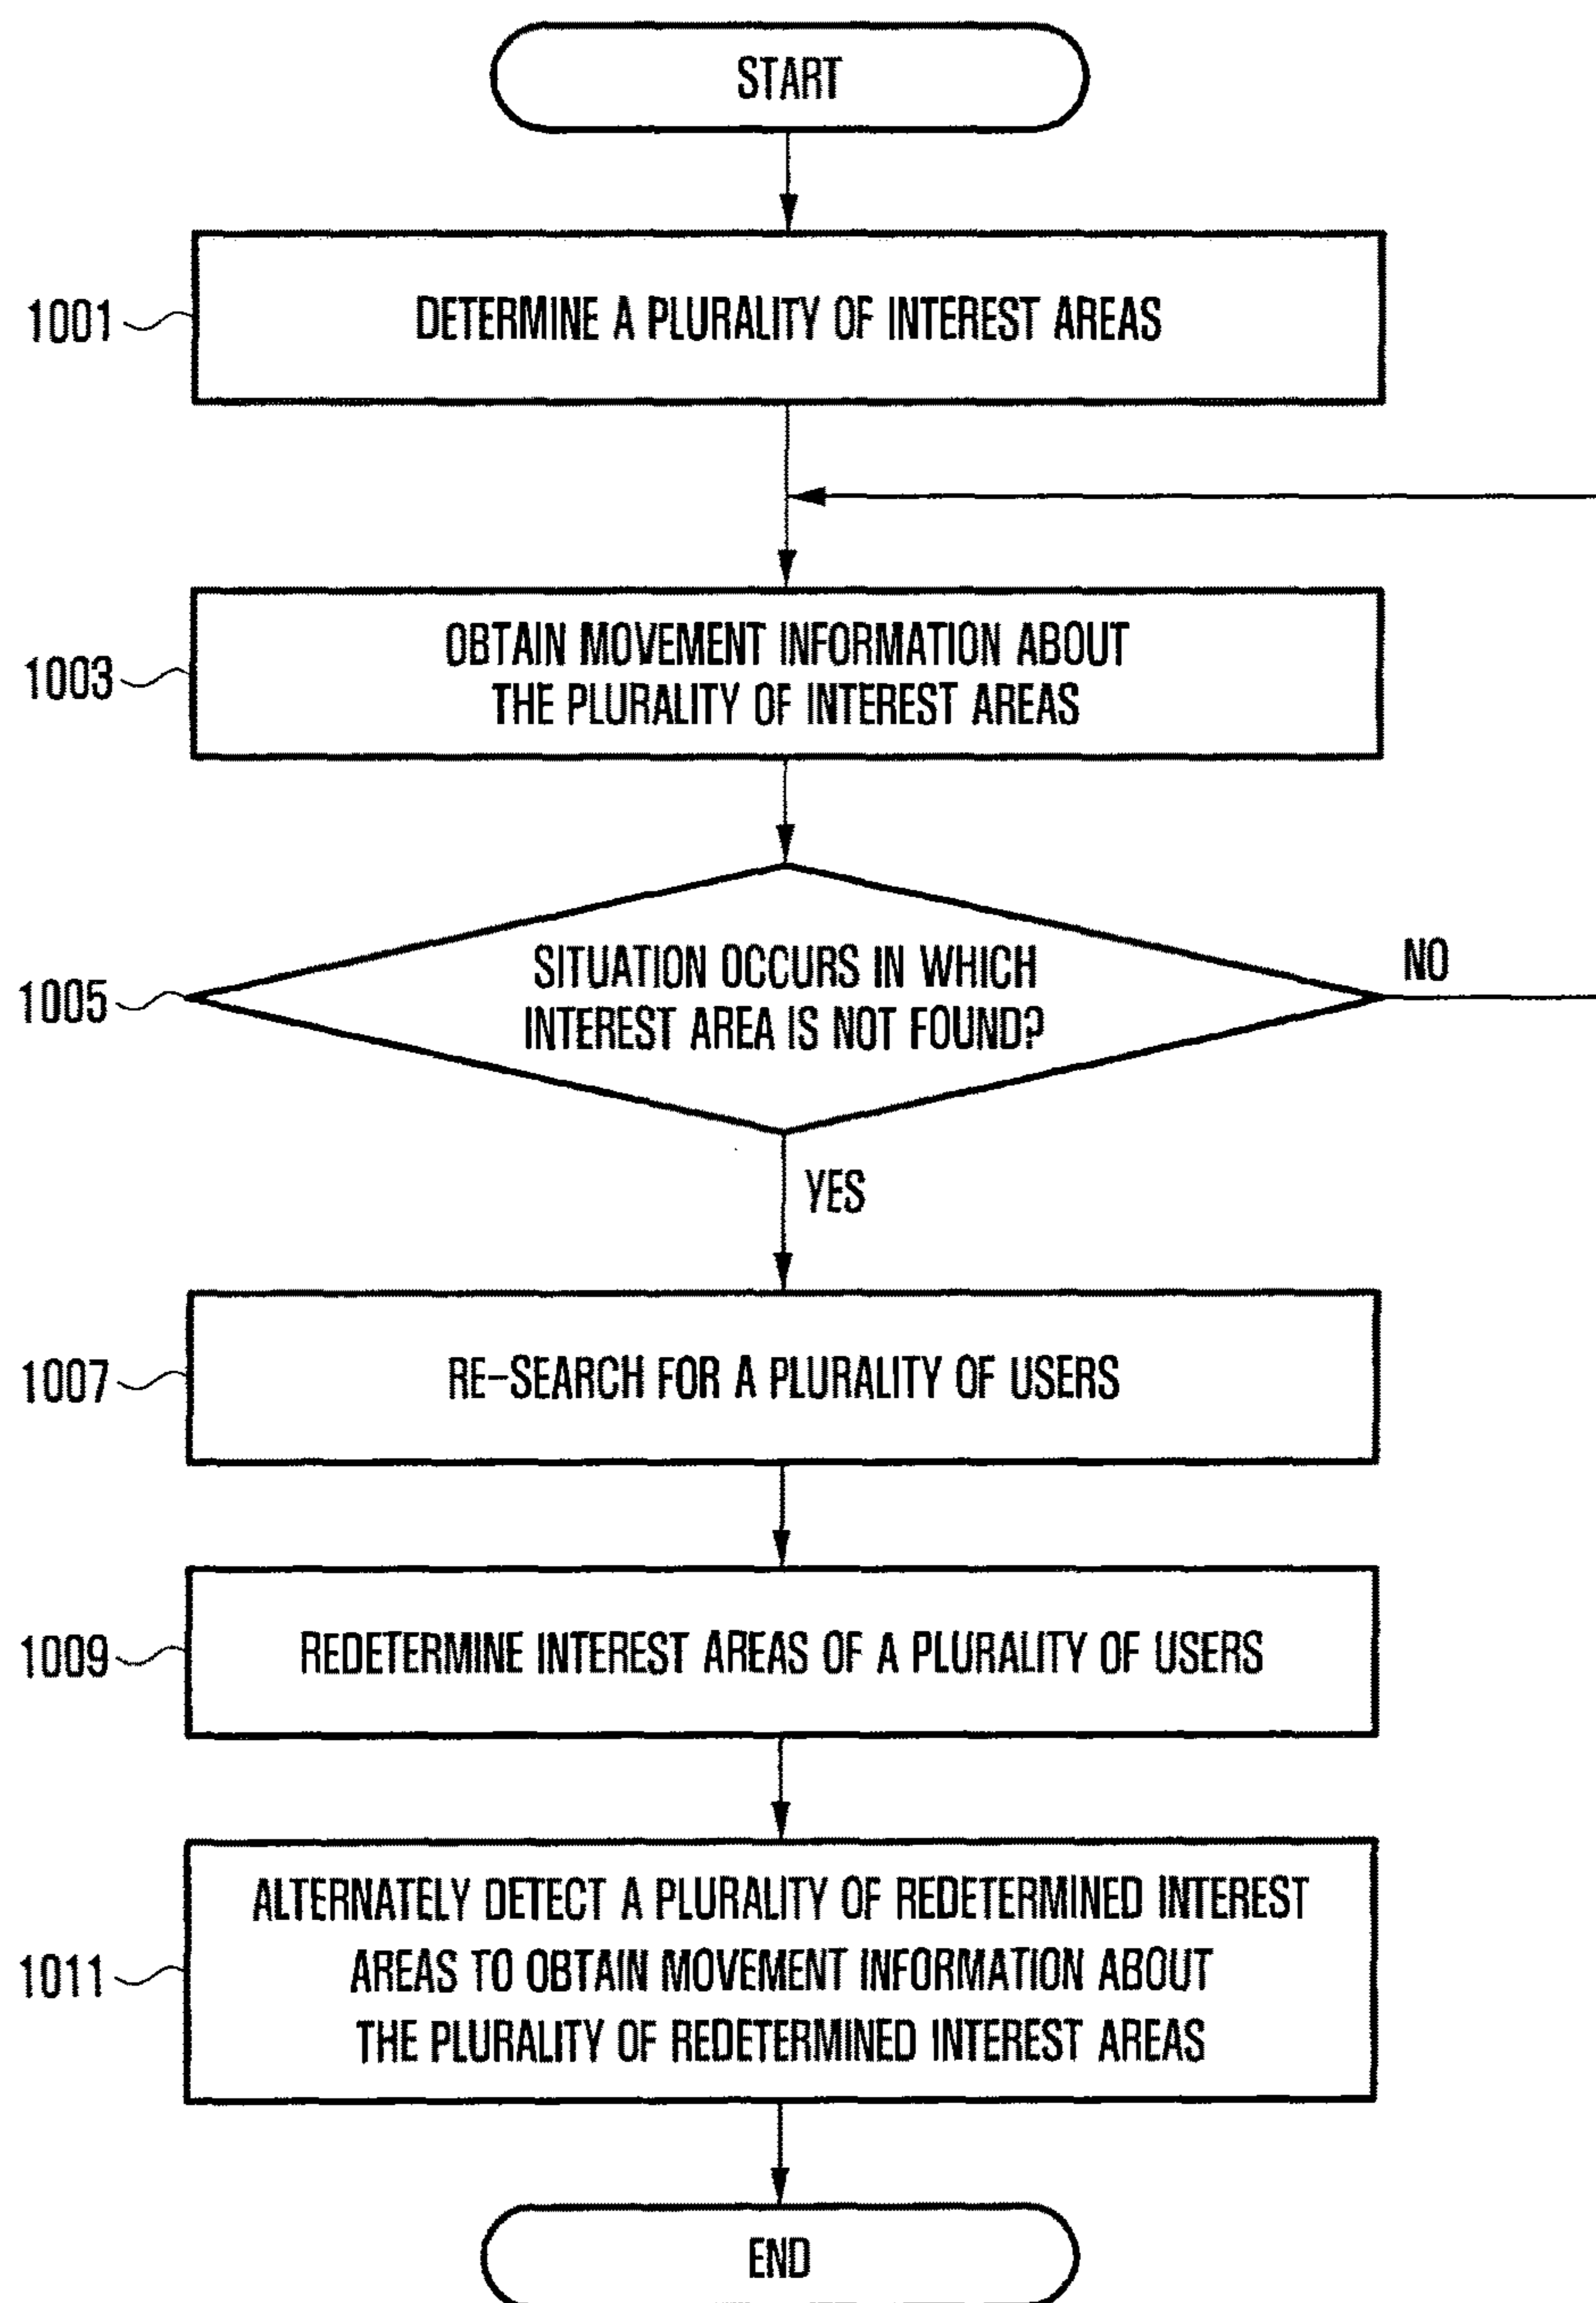 START
1001
DETERMINE A PLURALITY OF INTEREST AREAS
1003
OBTAIN MOVEMENT INFORMATION ABOUT
THE PLURALITY OF INTEREST AREAS
1005
SITUATION OCCURS IN WHICH
INTEREST AREA IS NOT FOUND?
NO
YES
1007
RE-SEARCH FOR A PLURALITY OF USERS
1009
REDETERMINE INTEREST AREAS OF A PLURALITY OF USERS
1011
ALTERNATELY DETECT A PLURALITY OF REDETERMINED INTEREST
AREAS TO OBTAIN MOVEMENT INFORMATION ABOUT
THE PLURALITY OF REDETERMINED INTEREST AREAS
END